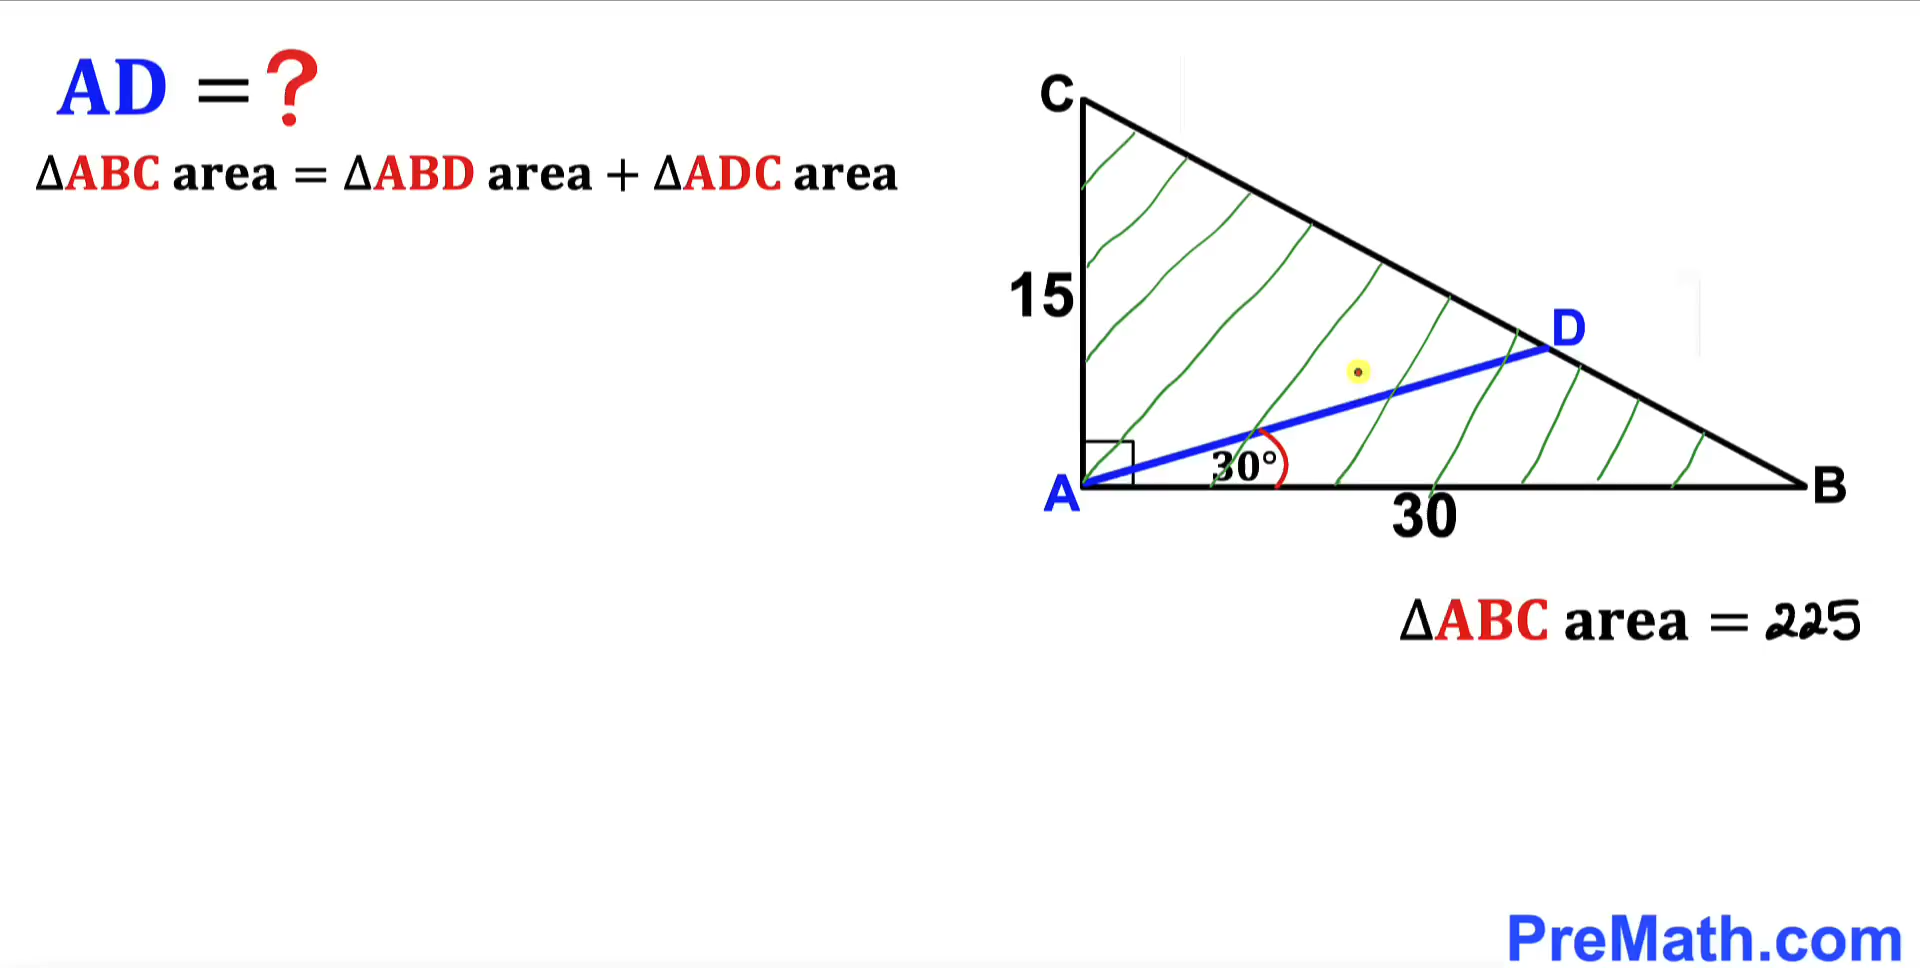 AD = ?
ΔABC area = ΔABD area + ΔADC area
C
15
D
30°
A
B
30
ΔABC area = 225
PreMath.com